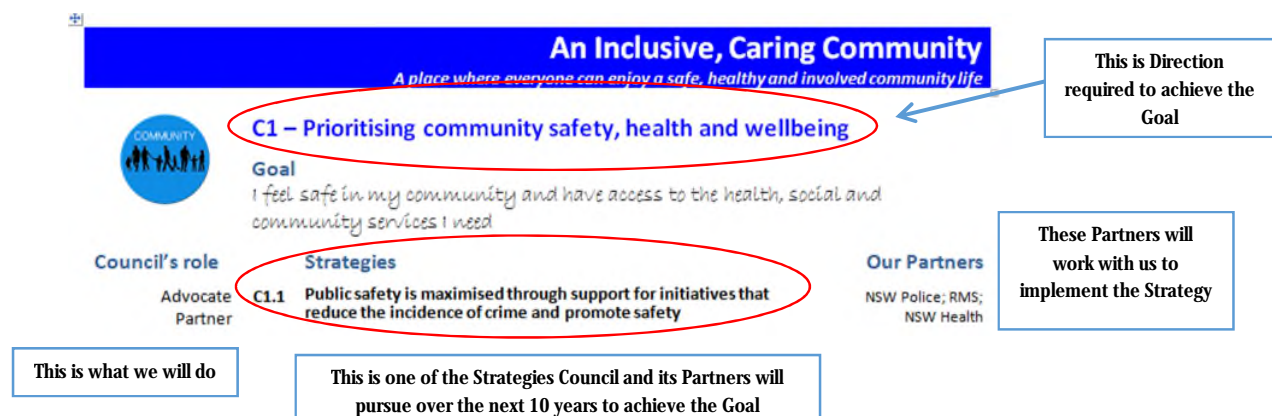 An Inclusive, Caring Community
A place where everyone can enjoy a safe, healthy and involved community life
This is Direction
required to achieve the
Goal
COMMUNITY
C1 – Prioritising community safety, health and wellbeing
Goal
I feel safe in my community and have access to the health, social and
community services I need
These Partners will
work with us to
implement the Strategy
Council's role
Strategies
Our Partners
Advocate
Partner
C1.1 Public safety is maximised through support for initiatives that
reduce the incidence of crime and promote safety
NSW Police; RMS;
NSW Health
This is what we will do
This is one of the Strategies Council and its Partners will
pursue over the next 10 years to achieve the Goal